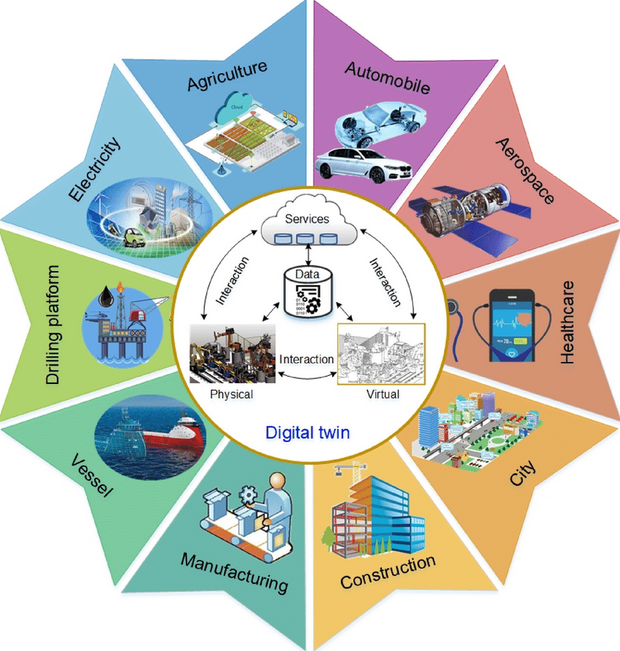 Agriculture
Automobile
Cloud
Electricity
Aerospace
Services
Interaction
Interaction
Data
Drilling platform
Healthcare
Interaction
Physical
Virtual
Digital twin
Vessel
City
Manufacturing
Construction